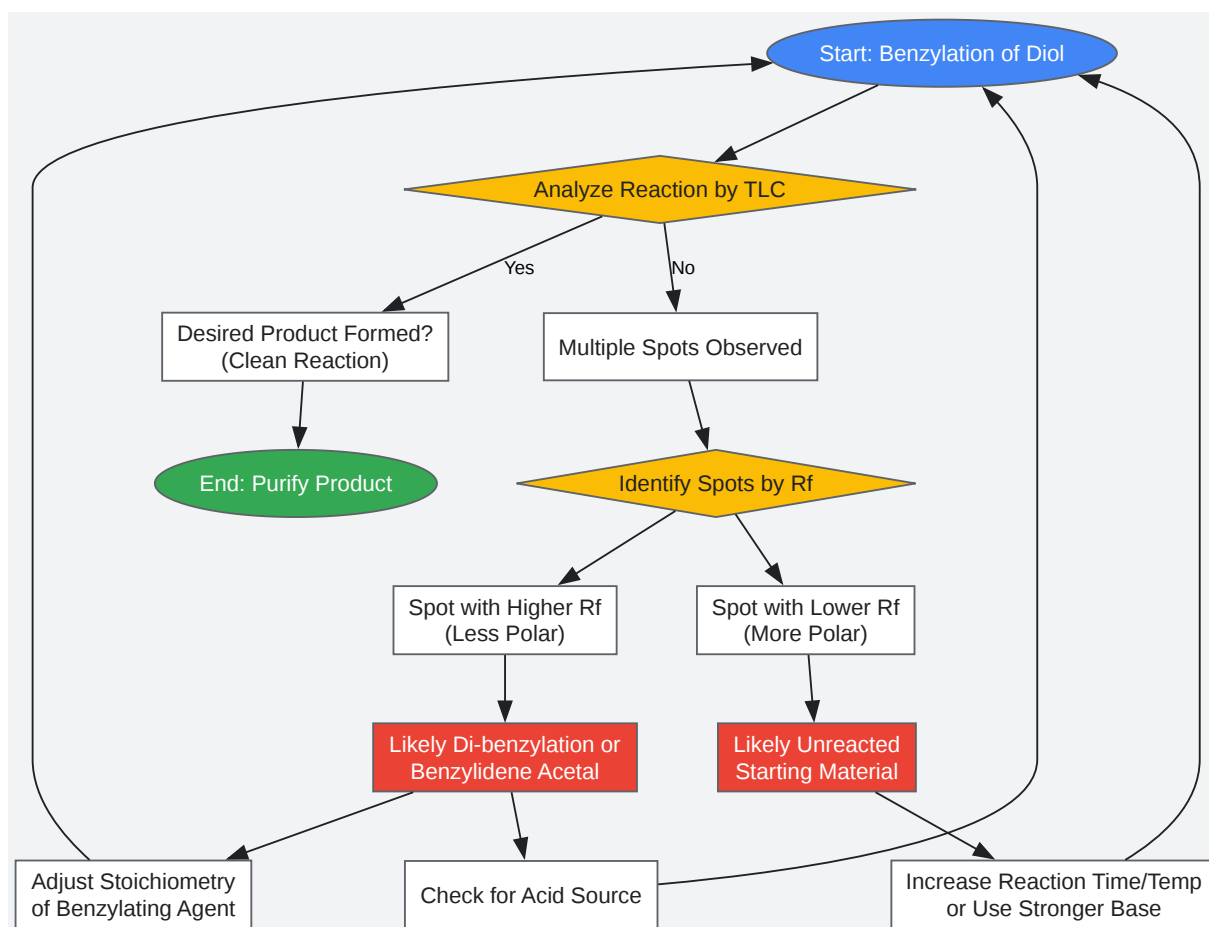 Start: Benzylation of Diol
Analyze Reaction by TLC
Yes
No
Desired Product Formed?
(Clean Reaction)
Multiple Spots Observed
End: Purify Product
Identify Spots by Rf
Spot with Higher Rf
(Less Polar)
Spot with Lower Rf
(More Polar)
Likely Di-benzylation or
Benzylidene Acetal
Likely Unreacted
Starting Material
Adjust Stoichiometry
of Benzylating Agent
Check for Acid Source
Increase Reaction Time/Temp
or Use Stronger Base